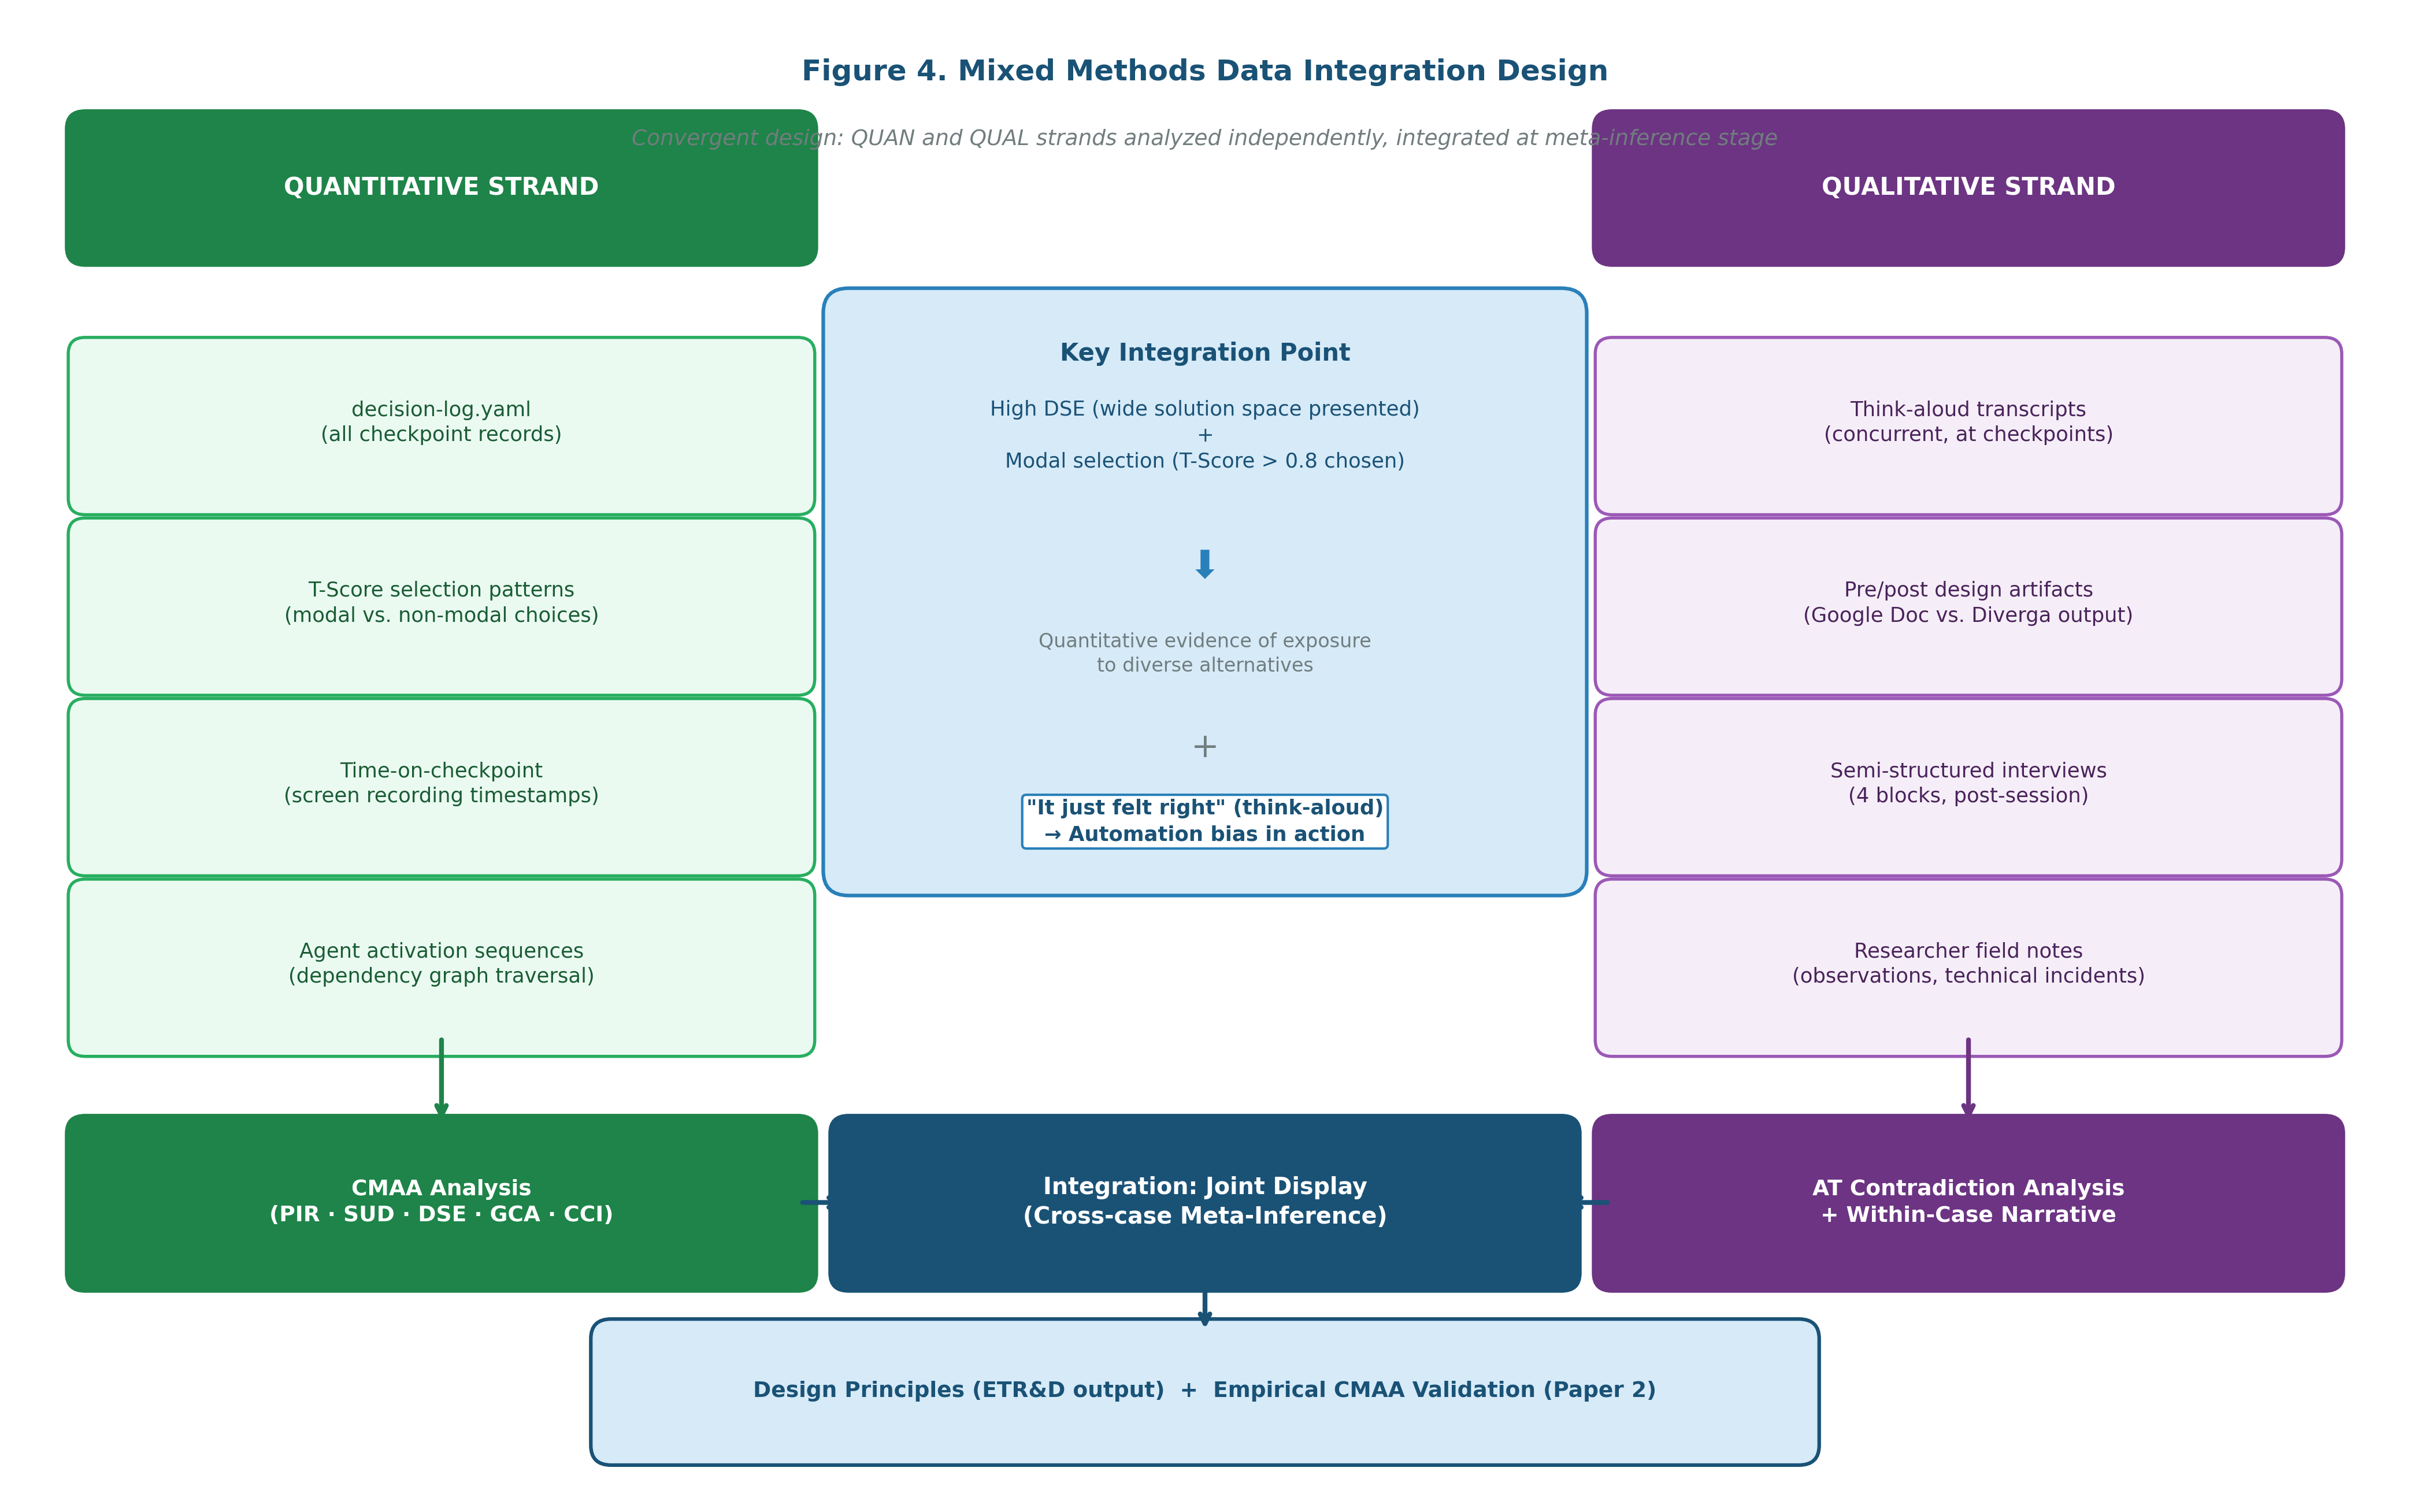 Figure 4. Mixed Methods Data Integration Design
Convergent design: QUAN and QUAL strands analyzed independently, integrated at meta-inference stage
QUANTITATIVE STRAND
QUALITATIVE STRAND
decision-log.yaml
(all checkpoint records)
T-Score selection patterns
(modal vs. non-modal choices)
Time-on-checkpoint
(screen recording timestamps)
Agent activation sequences
(dependency graph traversal)
Key Integration Point
High DSE (wide solution space presented)
+
Modal selection (T-Score > 0.8 chosen)
⬇
Quantitative evidence of exposure
to diverse alternatives
+
"It just felt right" (think-aloud)
→ Automation bias in action
Think-aloud transcripts
(concurrent, at checkpoints)
Pre/post design artifacts
(Google Doc vs. Diverga output)
Semi-structured interviews
(4 blocks, post-session)
Researcher field notes
(observations, technical incidents)
CMAA Analysis
(PIR · SUD · DSE · GCA · CCI)
Integration: Joint Display
(Cross-case Meta-Inference)
AT Contradiction Analysis
+ Within-Case Narrative
Design Principles (ETR&D output) + Empirical CMAA Validation (Paper 2)